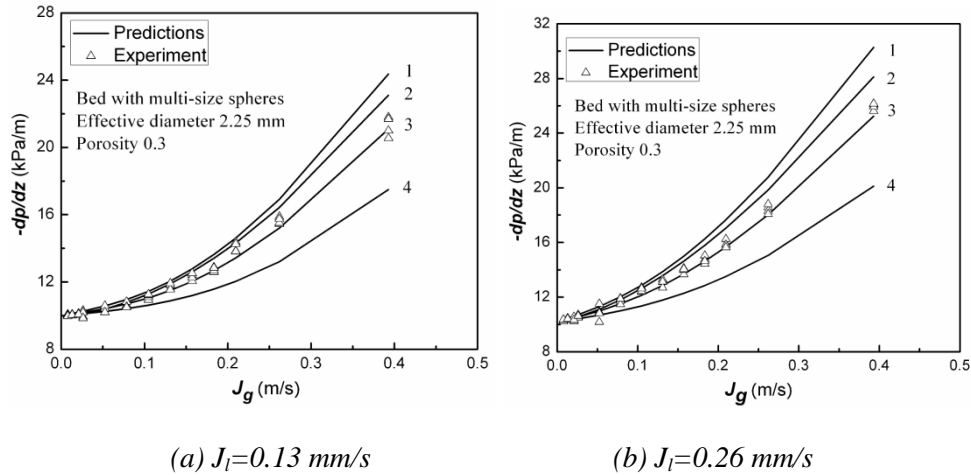 28
24
20
16
12
8
-dp/dz (kPa/m)
Predictions
Experiment
Bed with multi-size spheres
Effective diameter 2.25 mm
Porosity 0.3
1
2
3
4
0.0 0.1 0.2 0.3 0.4 0.5
Jg (m/s)
(a) Jl=0.13 mm/s
32
28
24
20
16
12
8
-dp/dz (kPa/m)
Predictions
Experiment
Bed with multi-size spheres
Effective diameter 2.25 mm
Porosity 0.3
1
2
3
4
0.0 0.1 0.2 0.3 0.4 0.5
Jg (m/s)
(b) Jl=0.26 mm/s